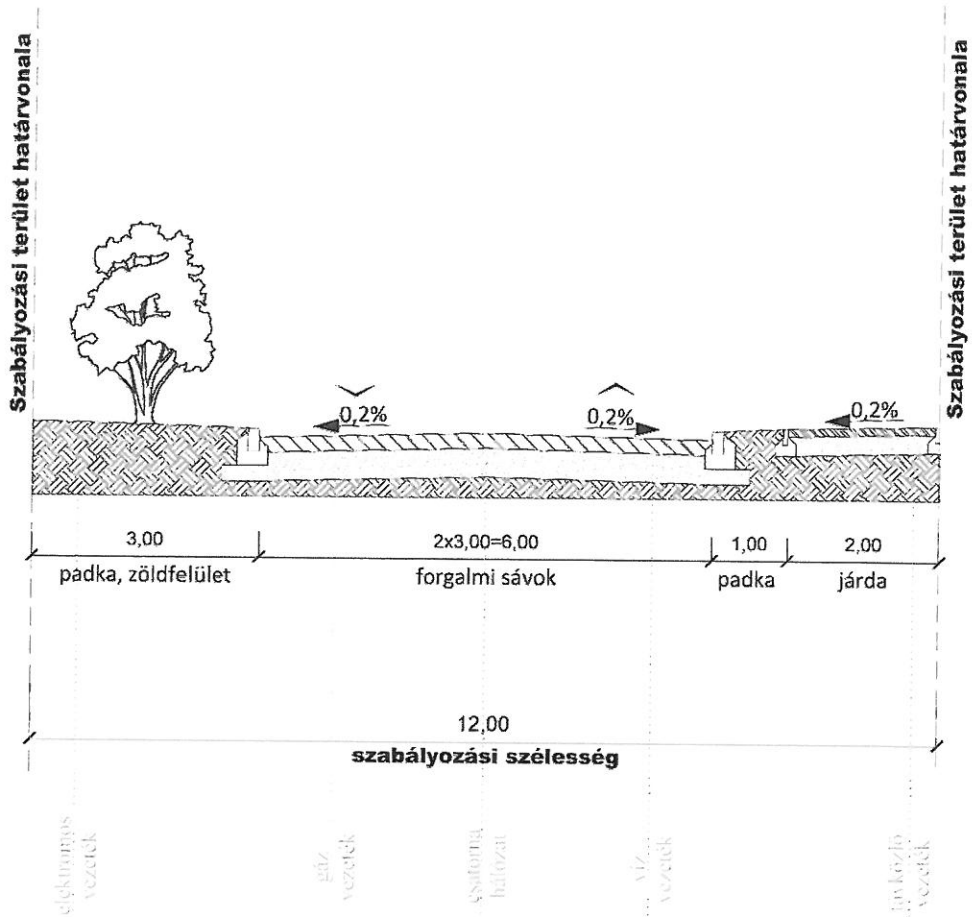 Szabályozási terület határvonala
Szabályozási terület határvonala
0,2%
0,2%
0,2%
3,00
2x3,00=6,00
1,00
2,00
padka, zöldfelület
forgalmi sávok
padka
járda
12,00
szabályozási szélesség
elektromos
vezeték
gáz
vezeték
csatorna
hálózat
víz
vezeték
távközlő
vezeték